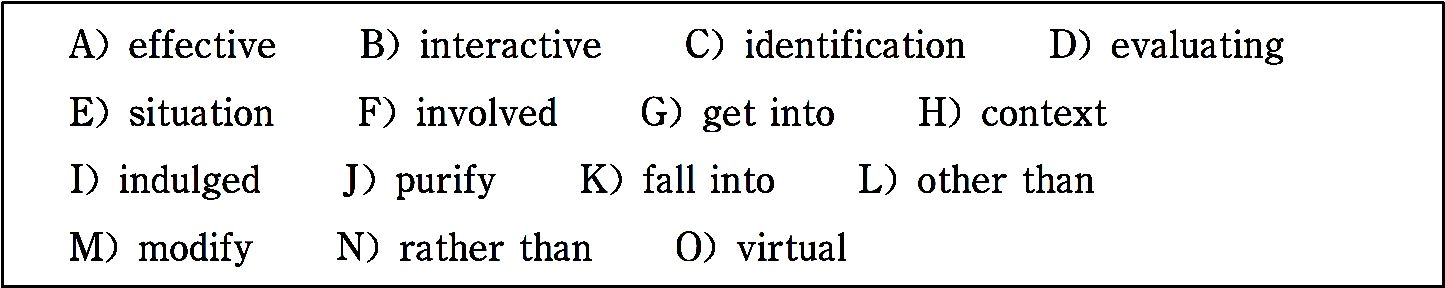 A) effective B) interactive C) identification D) evaluating
E) situation F) involved G) get into H) context
I) indulged J) purify K) fall into L) other than
M) modify N) rather than O) virtual